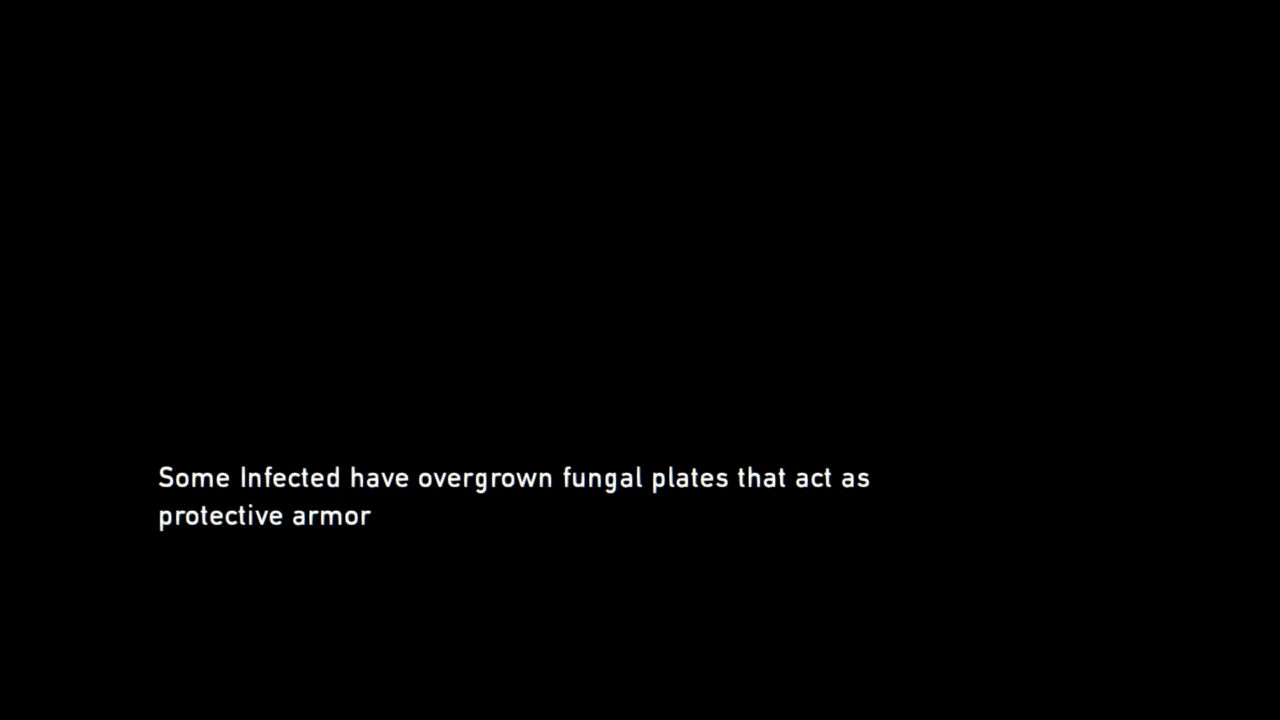 Some Infected have overgrown fungal plates that act as
protective armor